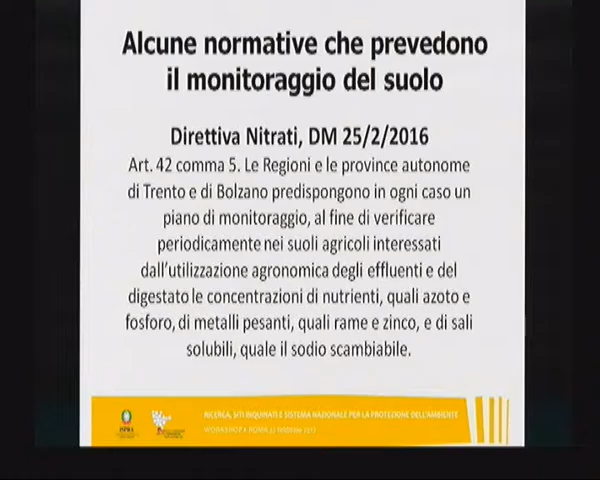 Alcune normative che prevedono
il monitoraggio del suolo
Direttiva Nitrati, DM 25/2/2016
Art. 42 comma 5. Le Regioni e le province autonome
di Trento e di Bolzano predispongono in ogni caso un
piano di monitoraggio, al fine di verificare
periodicamente nei suoli agricoli interessati
dall'utilizzazione agronomica degli effluenti e del
digestato le concentrazioni di nutrienti, quali azoto e
fosforo, di metalli pesanti, quali rame e zinco, e di sali
solubili, quale il sodio scambiabile.
RICERCA, SITI INQUINATI E SISTEMA NAZIONALE PER LA PROTEZIONE DELL'AMBIENTE
ISPRA